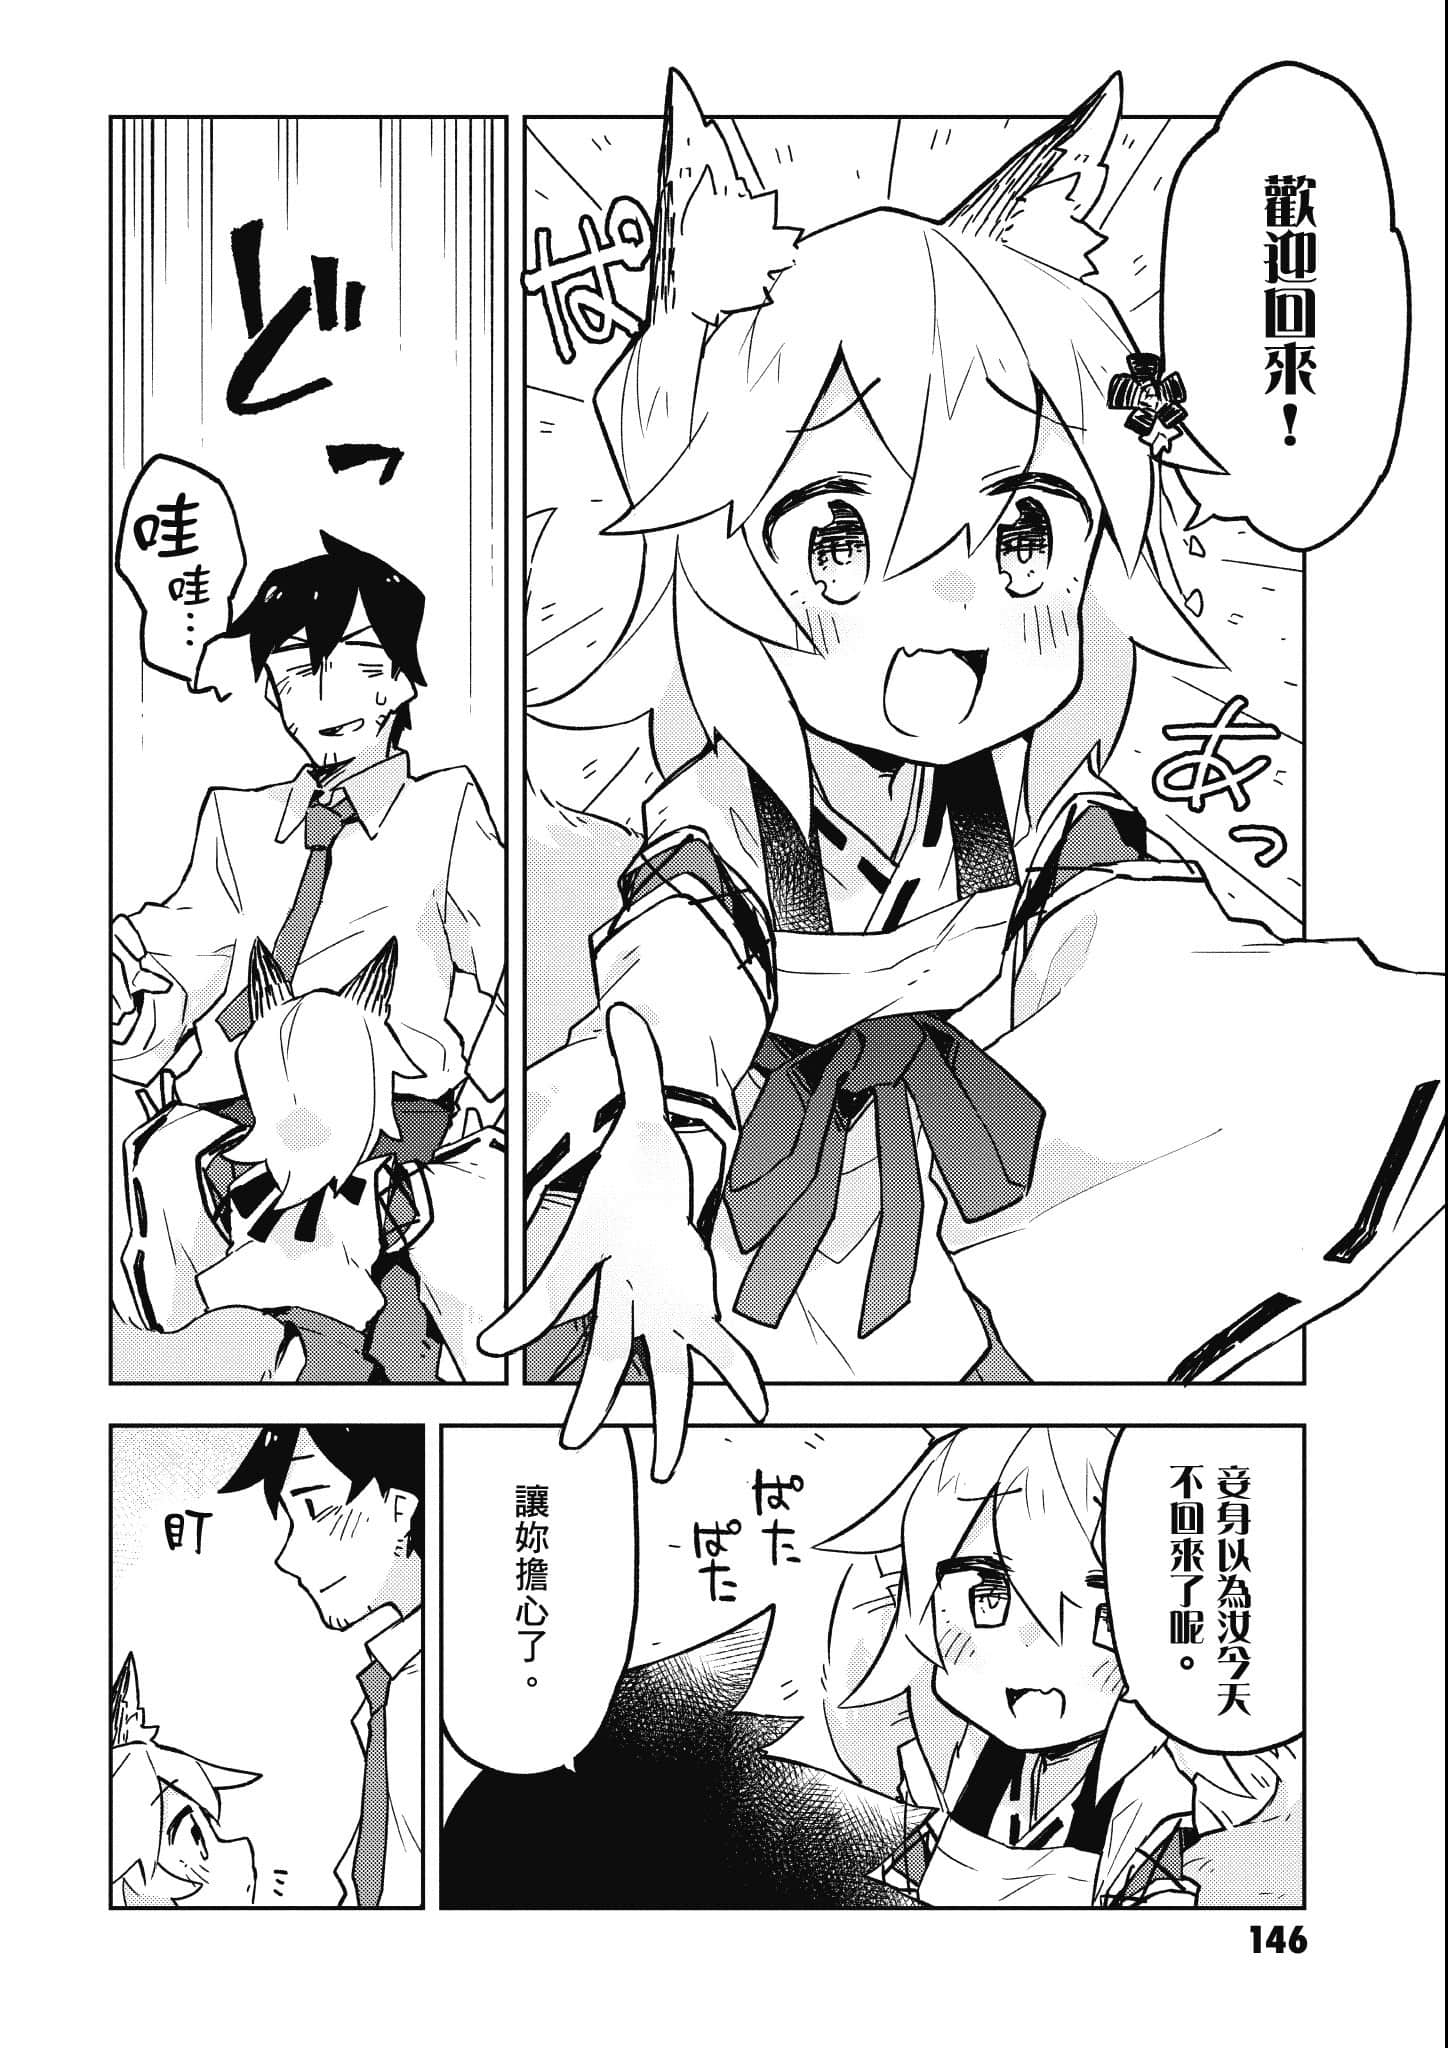 歡迎回來！
ぱ
あっ
どっ
哇
哇…
妾身以為汝今天
不回來了呢。
ぱた
ぱた
讓妳擔心了。
盯
146